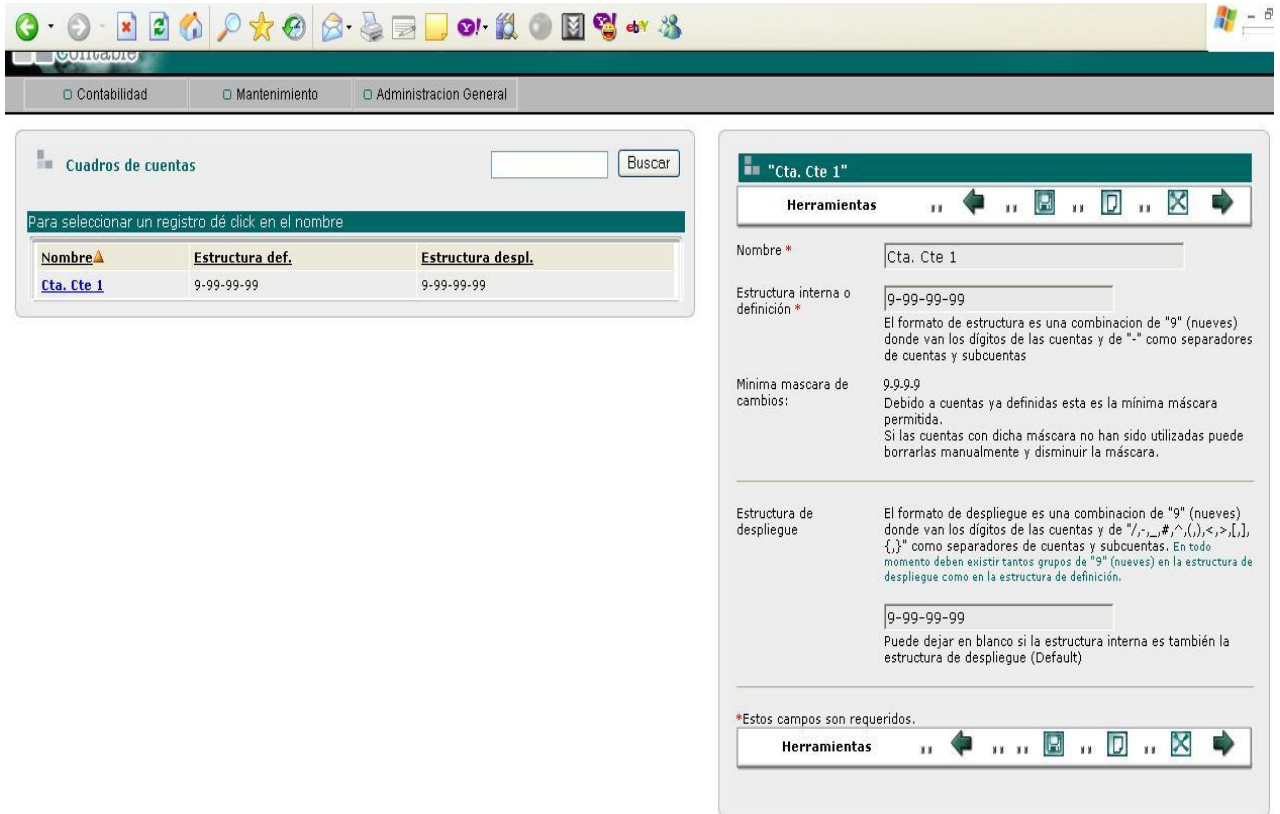 Contable
Contabilidad
Mantenimiento
Administracion General
Cuadros de cuentas
Buscar
Para seleccionar un registro dé click en el nombre
Nombre Estructura def. Estructura despl.
Cta. Cte 1 9-99-99-99 9-99-99-99
"Cta. Cte 1"
Herramientas
Nombre *
Cta. Cte 1
Estructura interna o
definición *
9-99-99-99
El formato de estructura es una combinacion de "9" (nueves)
donde van los dígitos de las cuentas y de "-" como separadores
de cuentas y subcuentas
Minima mascara de
cambios:
9-9-9-9
Debido a cuentas ya definidas esta es la mínima máscara
permitida.
Si las cuentas con dicha máscara no han sido utilizadas puede
borrarlas manualmente y disminuir la máscara.
Estructura de
despliegue
El formato de despliegue es una combinacion de "9" (nueves)
donde van los dígitos de las cuentas y de "/,-,_,#,^,(,),<,>,[,],
{,}" como separadores de cuentas y subcuentas. En todo
momento deben existir tantos grupos de "9" (nueves) en la estructura de
despliegue como en la estructura de definición.
9-99-99-99
Puede dejar en blanco si la estructura interna es también la
estructura de despliegue (Default)
*Estos campos son requeridos.
Herramientas